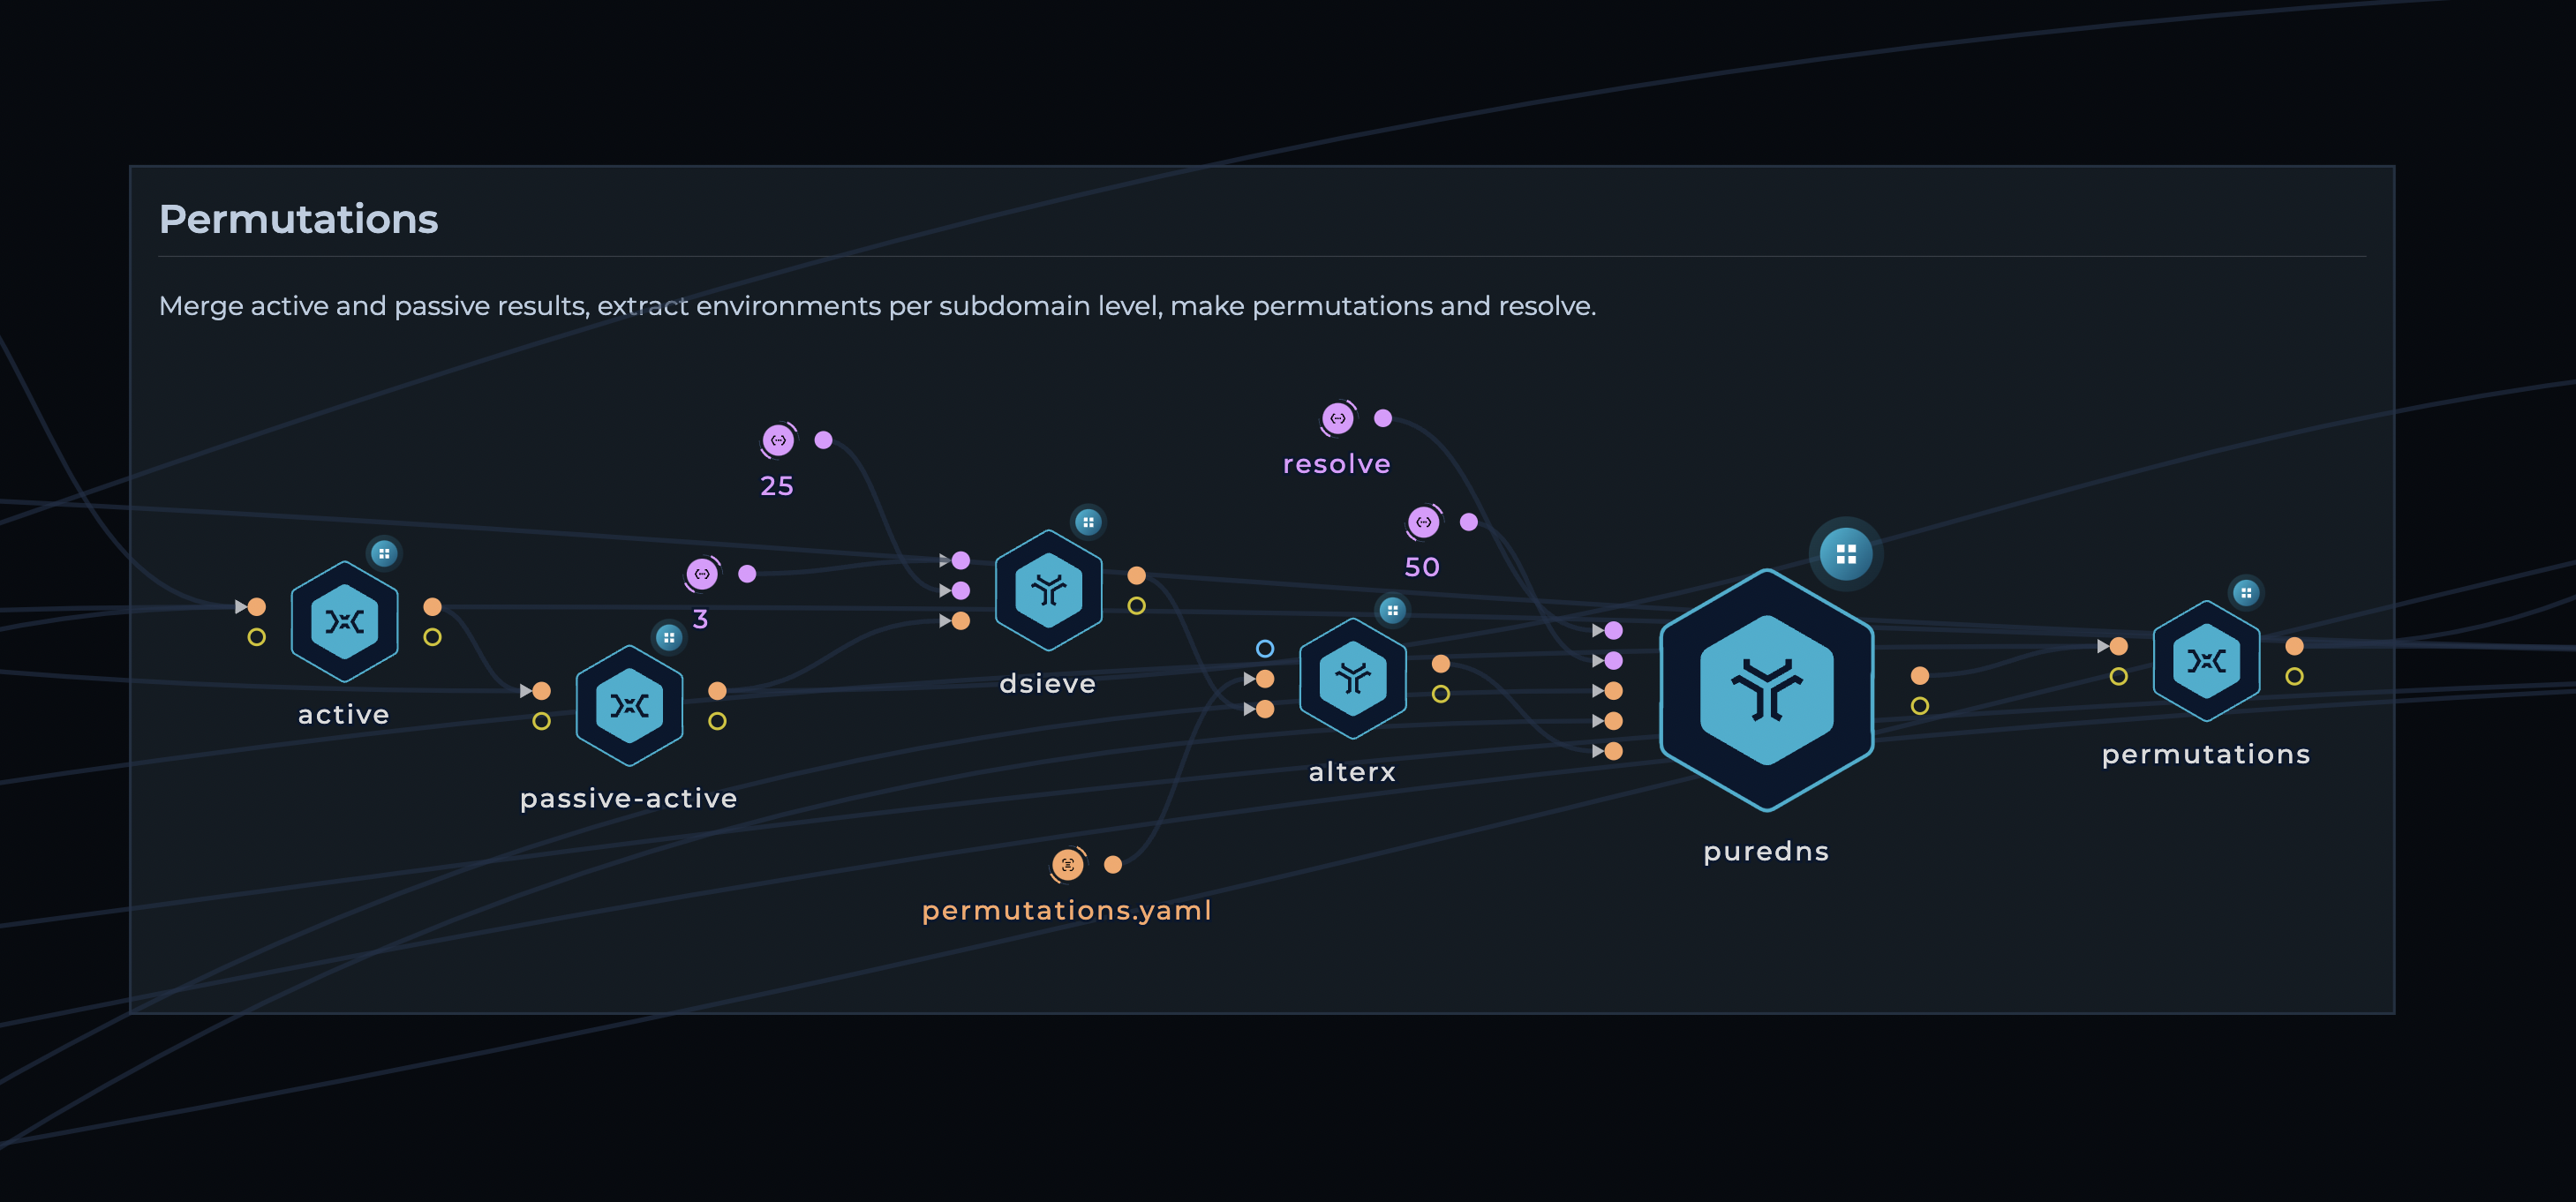 Permutations
Merge active and passive results, extract environments per subdomain level, make permutations and resolve.
25
resolve
50
3
dsieve
active
alterx
permutations
passive-active
puredns
permutations.yaml